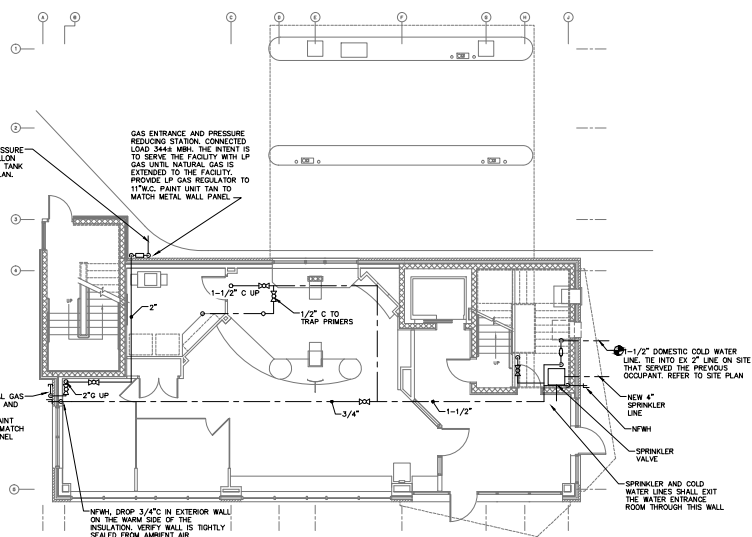 A
B
C
D
E
F
G
H
J
1
2
3
4
6
SSURE
LLON
TANK
LAN.
GAS ENTRANCE AND PRESSURE
REDUCING STATION. CONNECTED
LOAD 344± MBH. THE INTENT IS
TO SERVE THE FACILITY WITH LP
GAS UNTIL NATURAL GAS IS
EXTENDED TO THE FACILITY.
PROVIDE LP GAS REGULATOR TO
11"W.C. PAINT UNIT TAN TO
MATCH METAL WALL PANEL
UP
2"
1-1/2" C UP
1/2" C TO
TRAP PRIMERS
UP
1-1/2" DOMESTIC COLD WATER
LINE. TIE INTO EX 2" LINE ON SITE
THAT SERVED THE PREVIOUS
OCCUPANT. REFER TO SITE PLAN
AL GAS
AND
AINT
MATCH
NEL
2"G UP
3/4"
1-1/2"
NEW 4"
SPRINKLER
LINE
NFWH
SPRINKLER
VALVE
SPRINKLER AND COLD
WATER LINES SHALL EXIT
THE WATER ENTRANCE
ROOM THROUGH THIS WALL
NFWH, DROP 3/4"C IN EXTERIOR WALL
ON THE WARM SIDE OF THE
INSULATION. VERIFY WALL IS TIGHTLY
SEALED FROM AMBIENT AIR